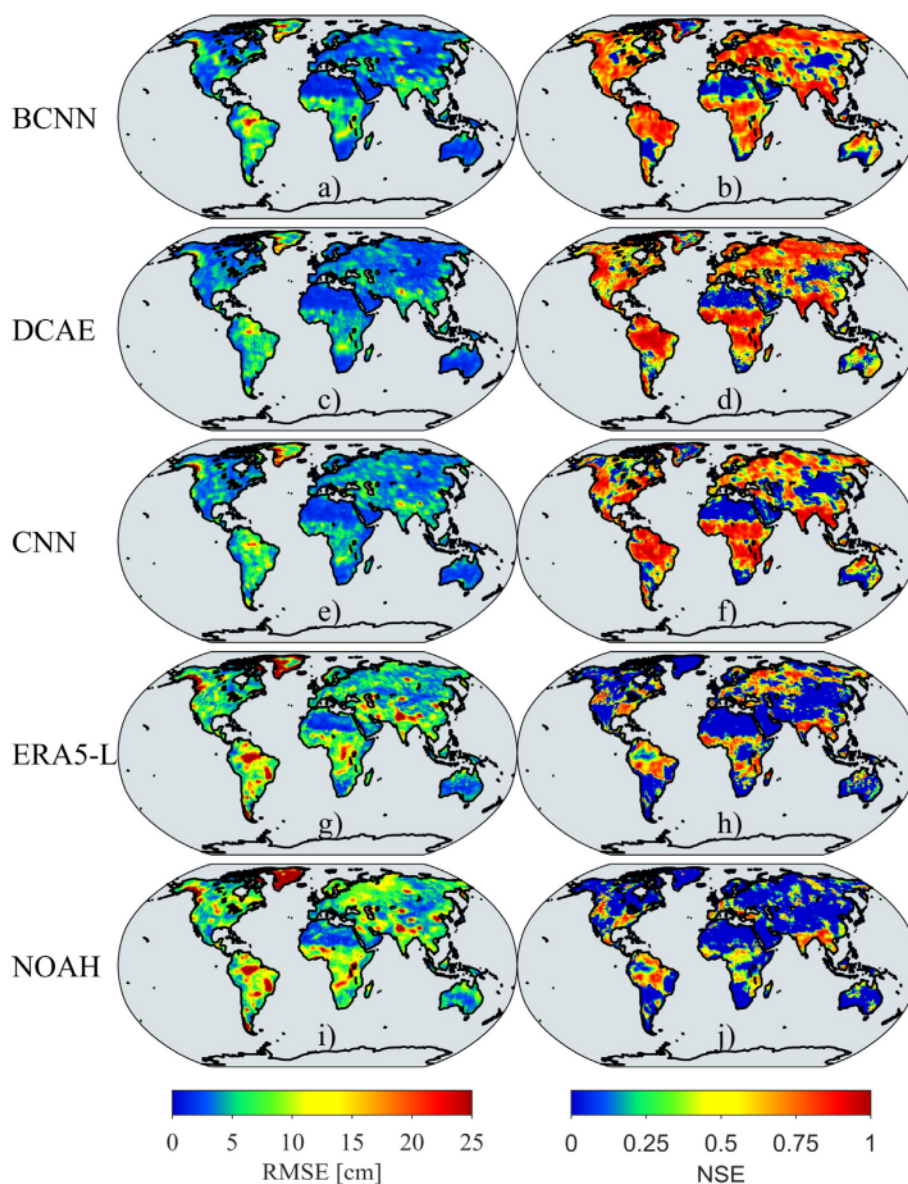 BCNN
a)
b)
DCAE
c)
d)
CNN
e)
f)
ERA5-L
g)
h)
NOAH
i)
j)
0 5 10 15 20 25
RMSE [cm]
0 0.25 0.5 0.75 1
NSE